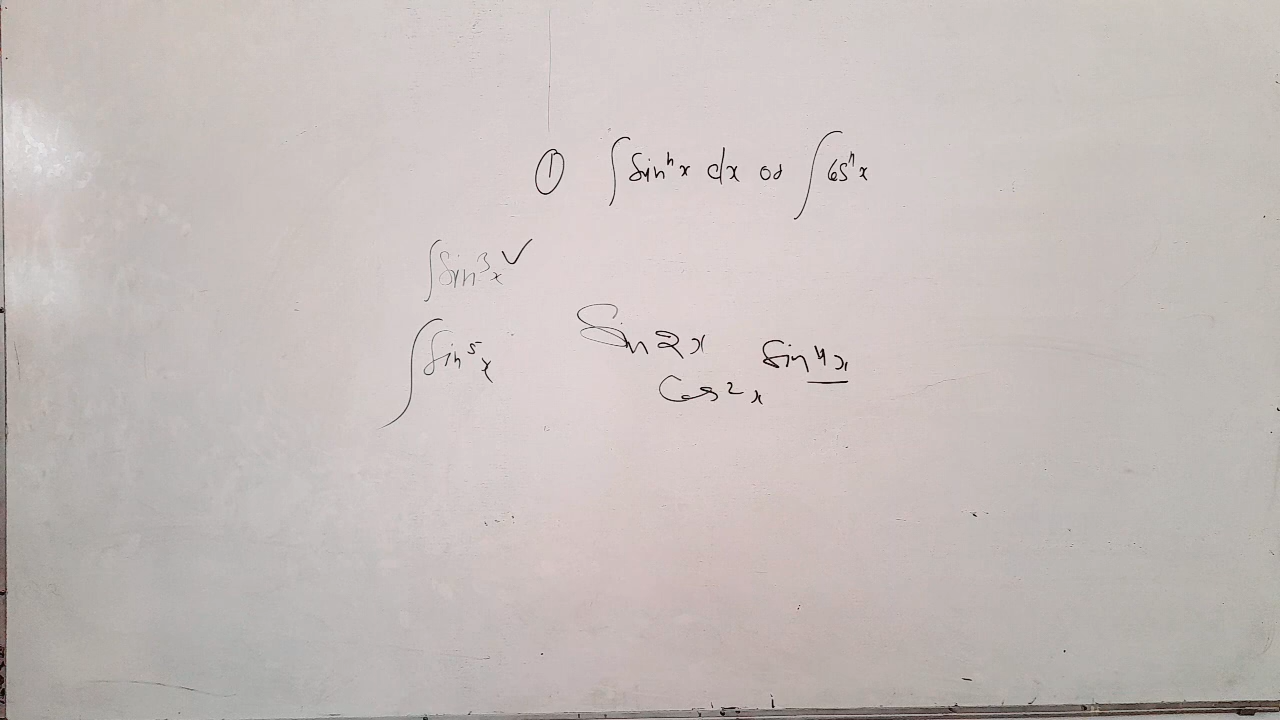 ① ∫ sinⁿx dx or ∫ cosⁿx
∫ sin³x ✓
∫ sin⁵x
Sin2x
Sin⁴x
Cos²x